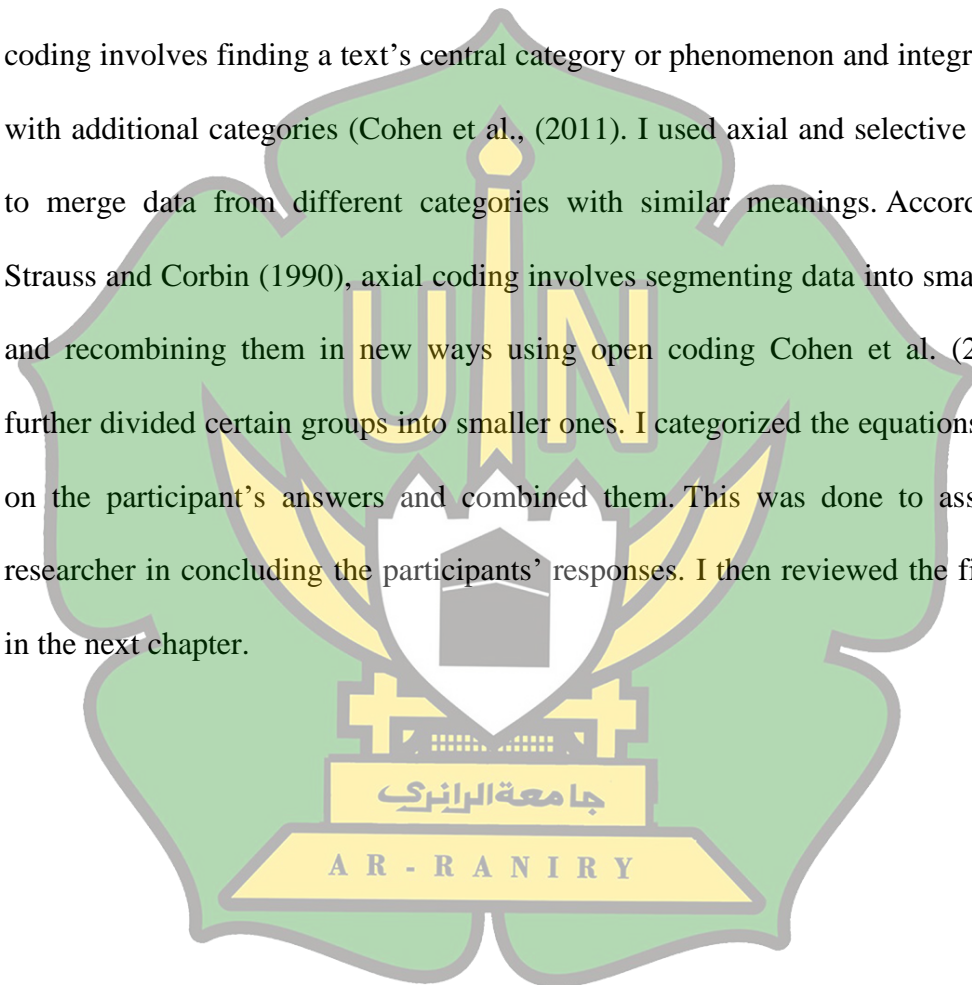 coding involves finding a text's central category or phenomenon and integr
with additional categories (Cohen et al., (2011). I used axial and selective
to merge data from different categories with similar meanings. Accord
Strauss and Corbin (1990), axial coding involves segmenting data into sma
and recombining them in new ways using open coding Cohen et al. (2
further divided certain groups into smaller ones. I categorized the equations
on the participant's answers and combined them. This was done to ass
researcher in concluding the participants' responses. I then reviewed the fi
in the next chapter.
UIN
جامعة الرانري
AR-RANIRY